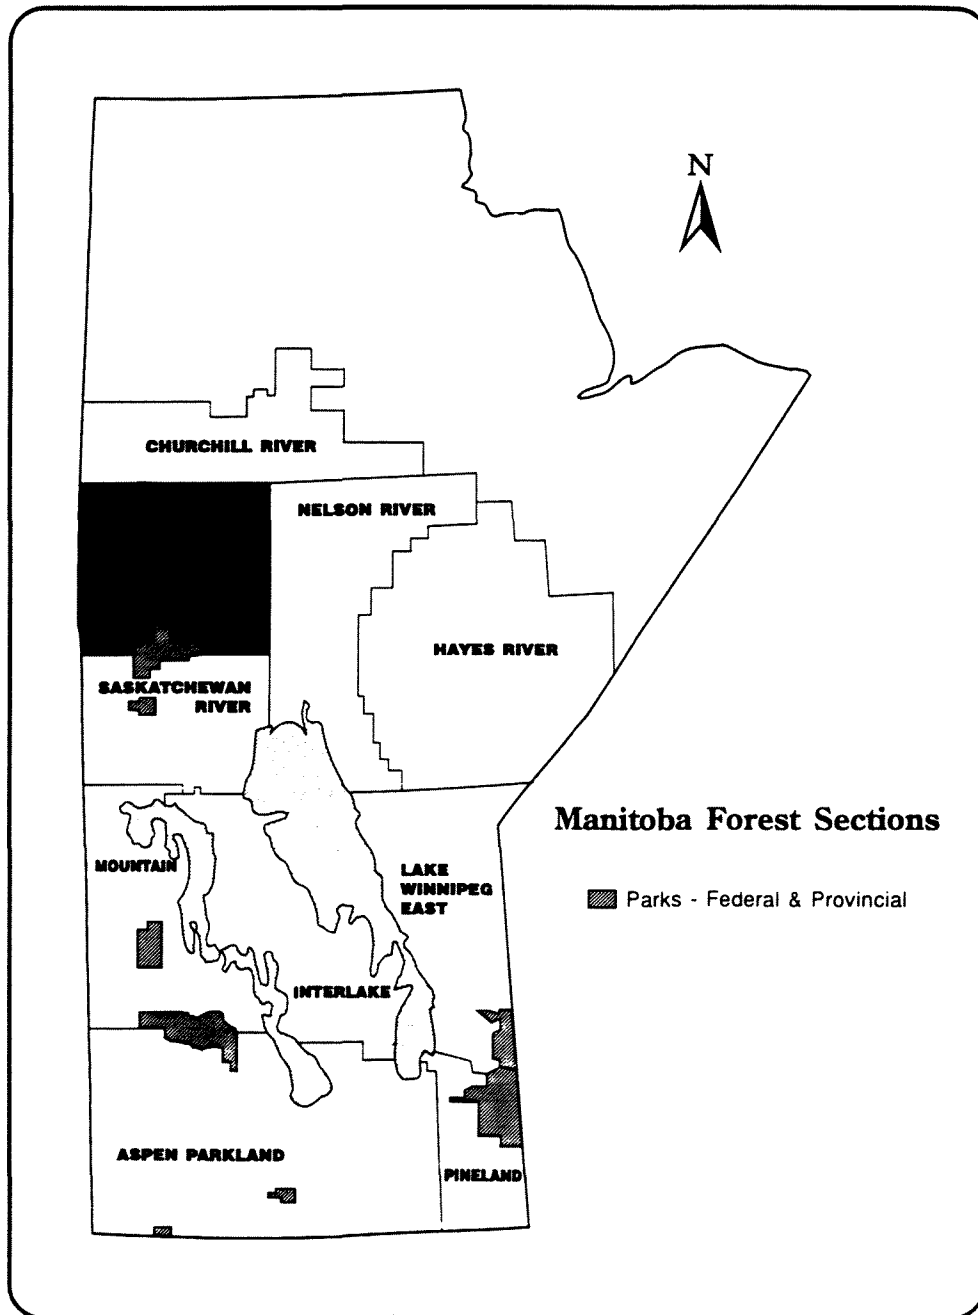 N
CHURCHILL RIVER
NELSON RIVER
HAYES RIVER
SASKATCHEWAN
RIVER
Manitoba Forest Sections
MOUNTAIN
LAKE
WINNIPEG
EAST
Parks - Federal & Provincial
INTERLAKE
ASPEN PARKLAND
PINELAND